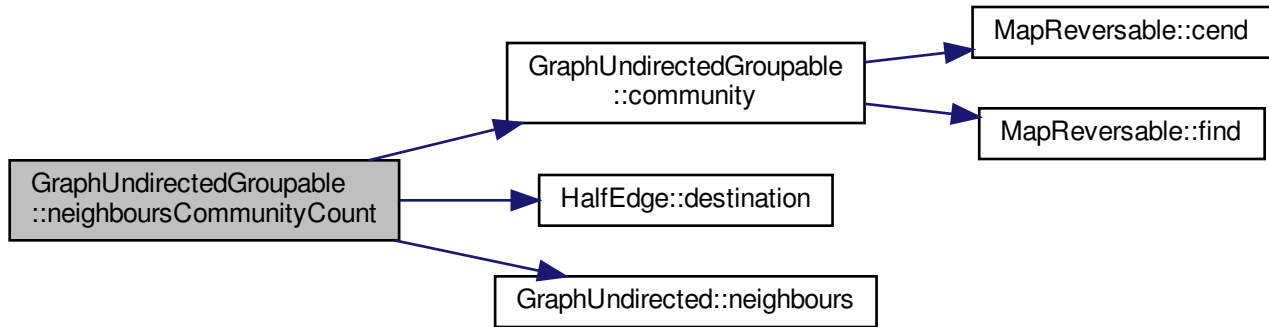 GraphUndirectedGroupable
::neighboursCommunityCount
GraphUndirectedGroupable
::community
HalfEdge::destination
GraphUndirected::neighbours
MapReversable::cend
MapReversable::find